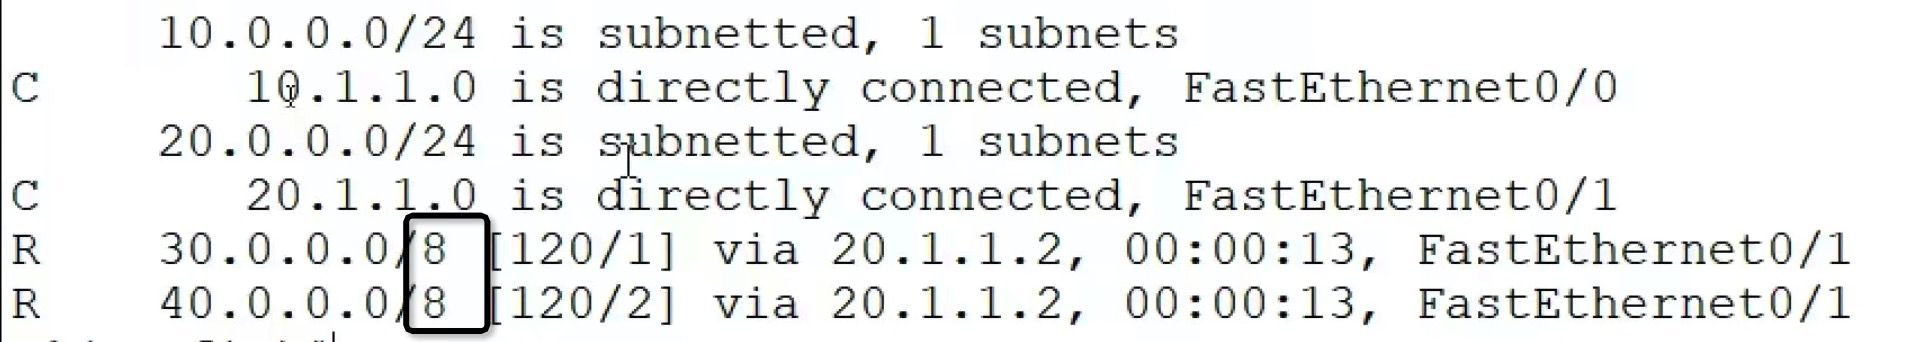 10.0.0.0/24 is subnetted, 1 subnets
C 10.1.1.0 is directly connected, FastEthernet0/0
20.0.0.0/24 is subnetted, 1 subnets
C 20.1.1.0 is directly connected, FastEthernet0/1
R 30.0.0.0/8 [120/1] via 20.1.1.2, 00:00:13, FastEthernet0/1
R 40.0.0.0/8 [120/2] via 20.1.1.2, 00:00:13, FastEthernet0/1